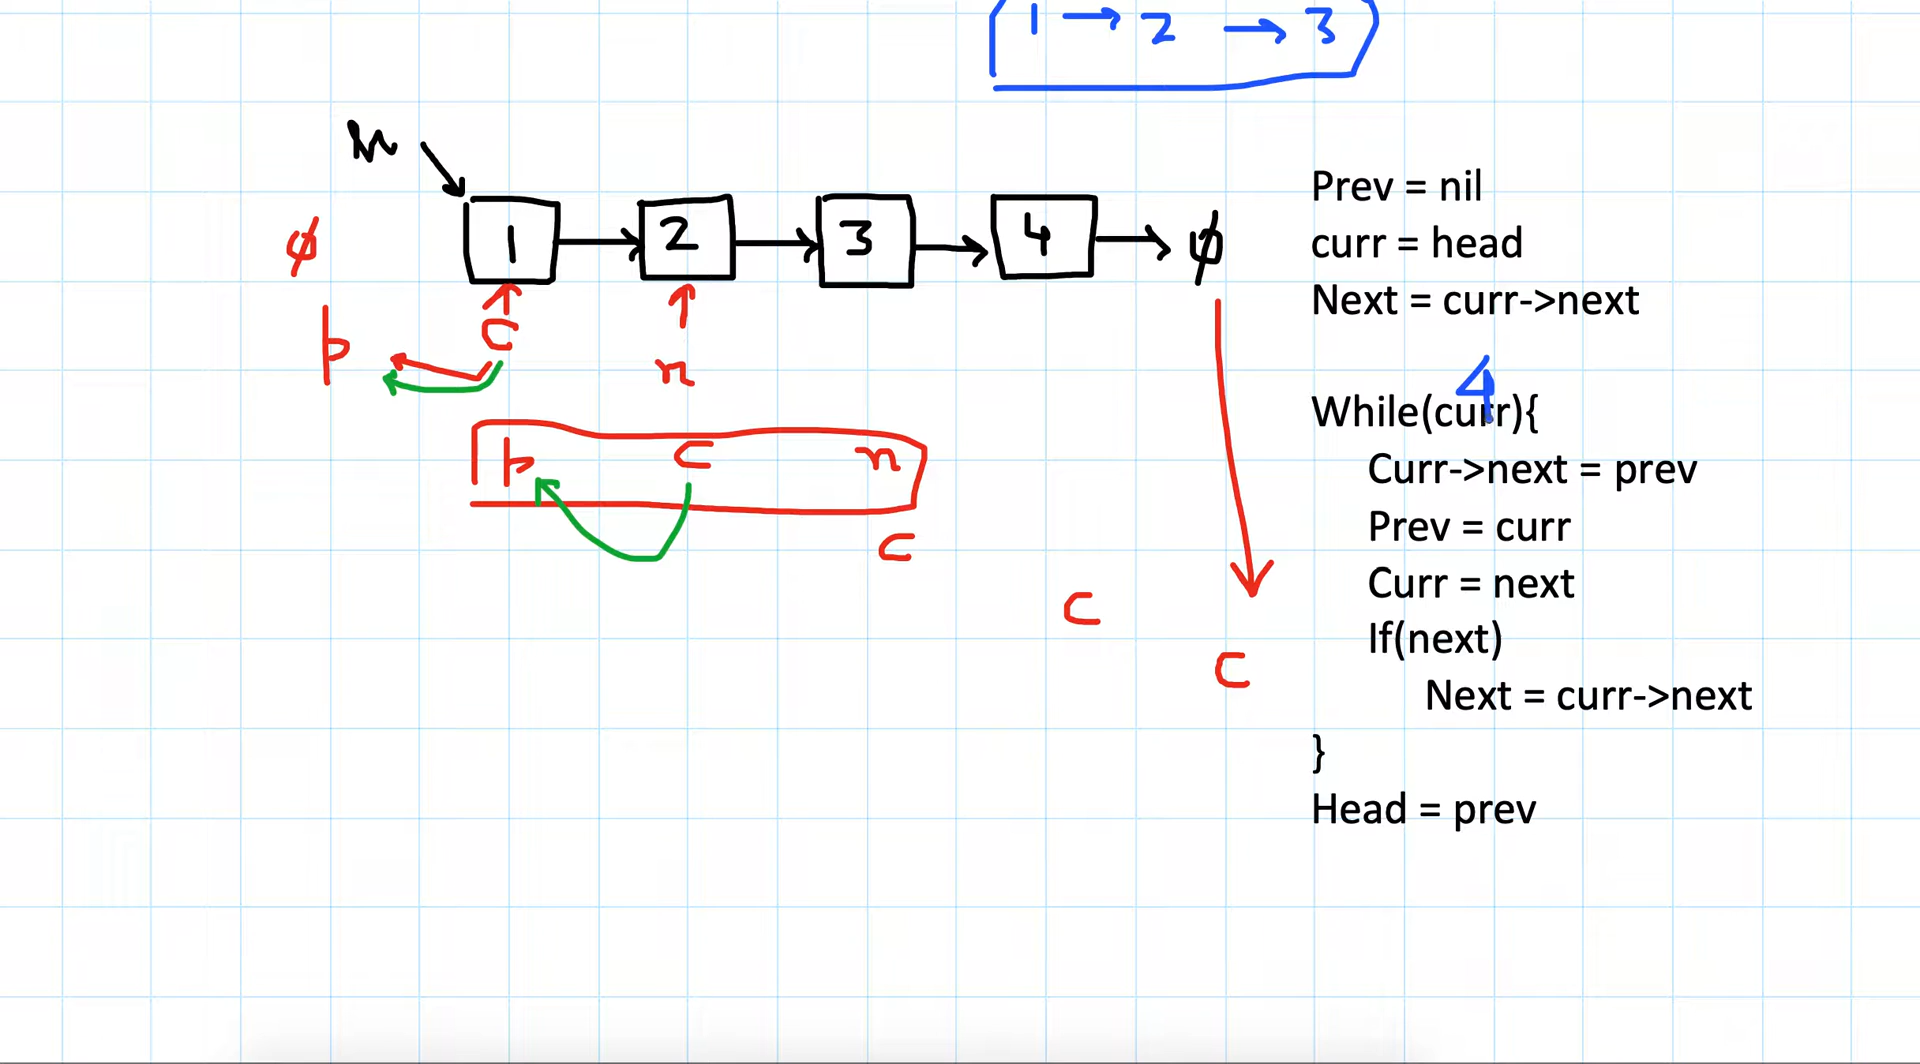 1 → 2 → 3
h
ϕ 1 → 2 → 3 → 4 → ϕ
c
p n
p c n
c
c
c
Prev = nil
curr = head
Next = curr->next
4
While(curr){
Curr->next = prev
Prev = curr
Curr = next
If(next)
Next = curr->next
}
Head = prev